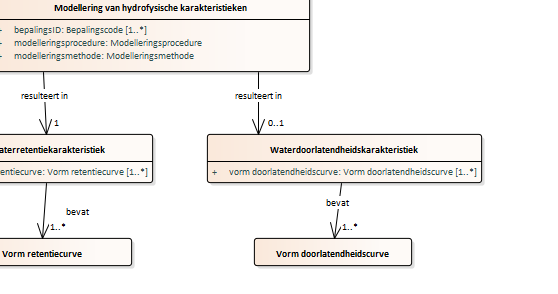 Modellering van hydrofysische karakteristieken
bepalingsID: Bepalingscode [1..*]
modelleringsprocedure: Modelleringsprocedure
modelleringsmethode: Modelleringsmethode
resulteert in
resulteert in
1
0..1
aterretentiekarakteristiek
Waterdoorlatendheidskarakteristiek
entiecurve: Vorm retentiecurve [1..*]
+ vorm doorlatendheidscurve: Vorm doorlatendheidscurve [1..*]
bevat
bevat
1..*
1..*
Vorm retentiecurve
Vorm doorlatendheidscurve